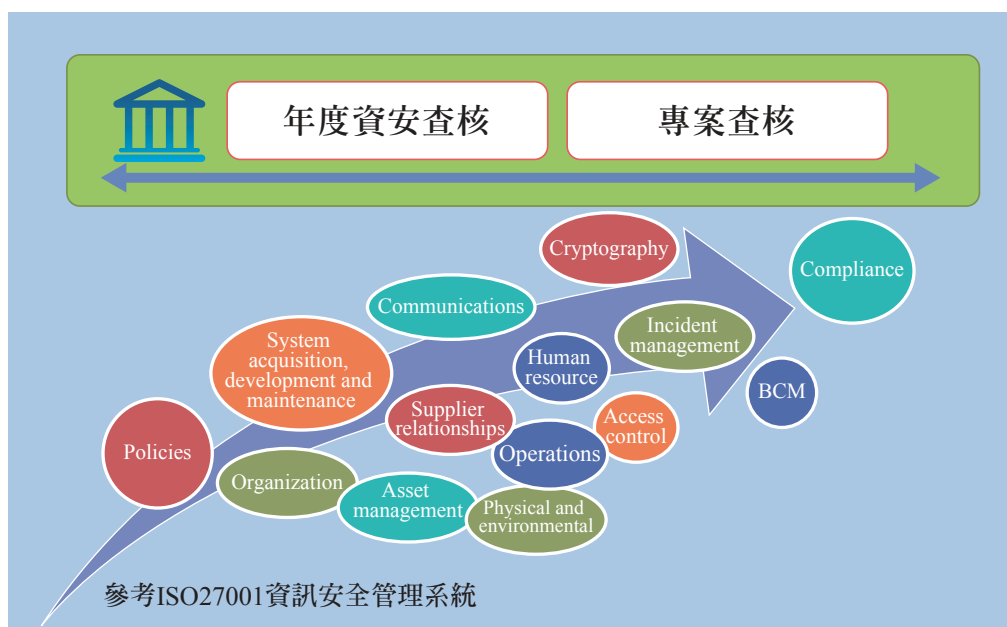 年度資安查核
專案查核
Cryptography
Compliance
Communications
Incident
management
System
acquisition,
development and
maintenance
Human
resource
BCM
Supplier
relationships
Access
control
Policies
Operations
Organization
Asset
management
Physical and
environmental
參考ISO27001資訊安全管理系統